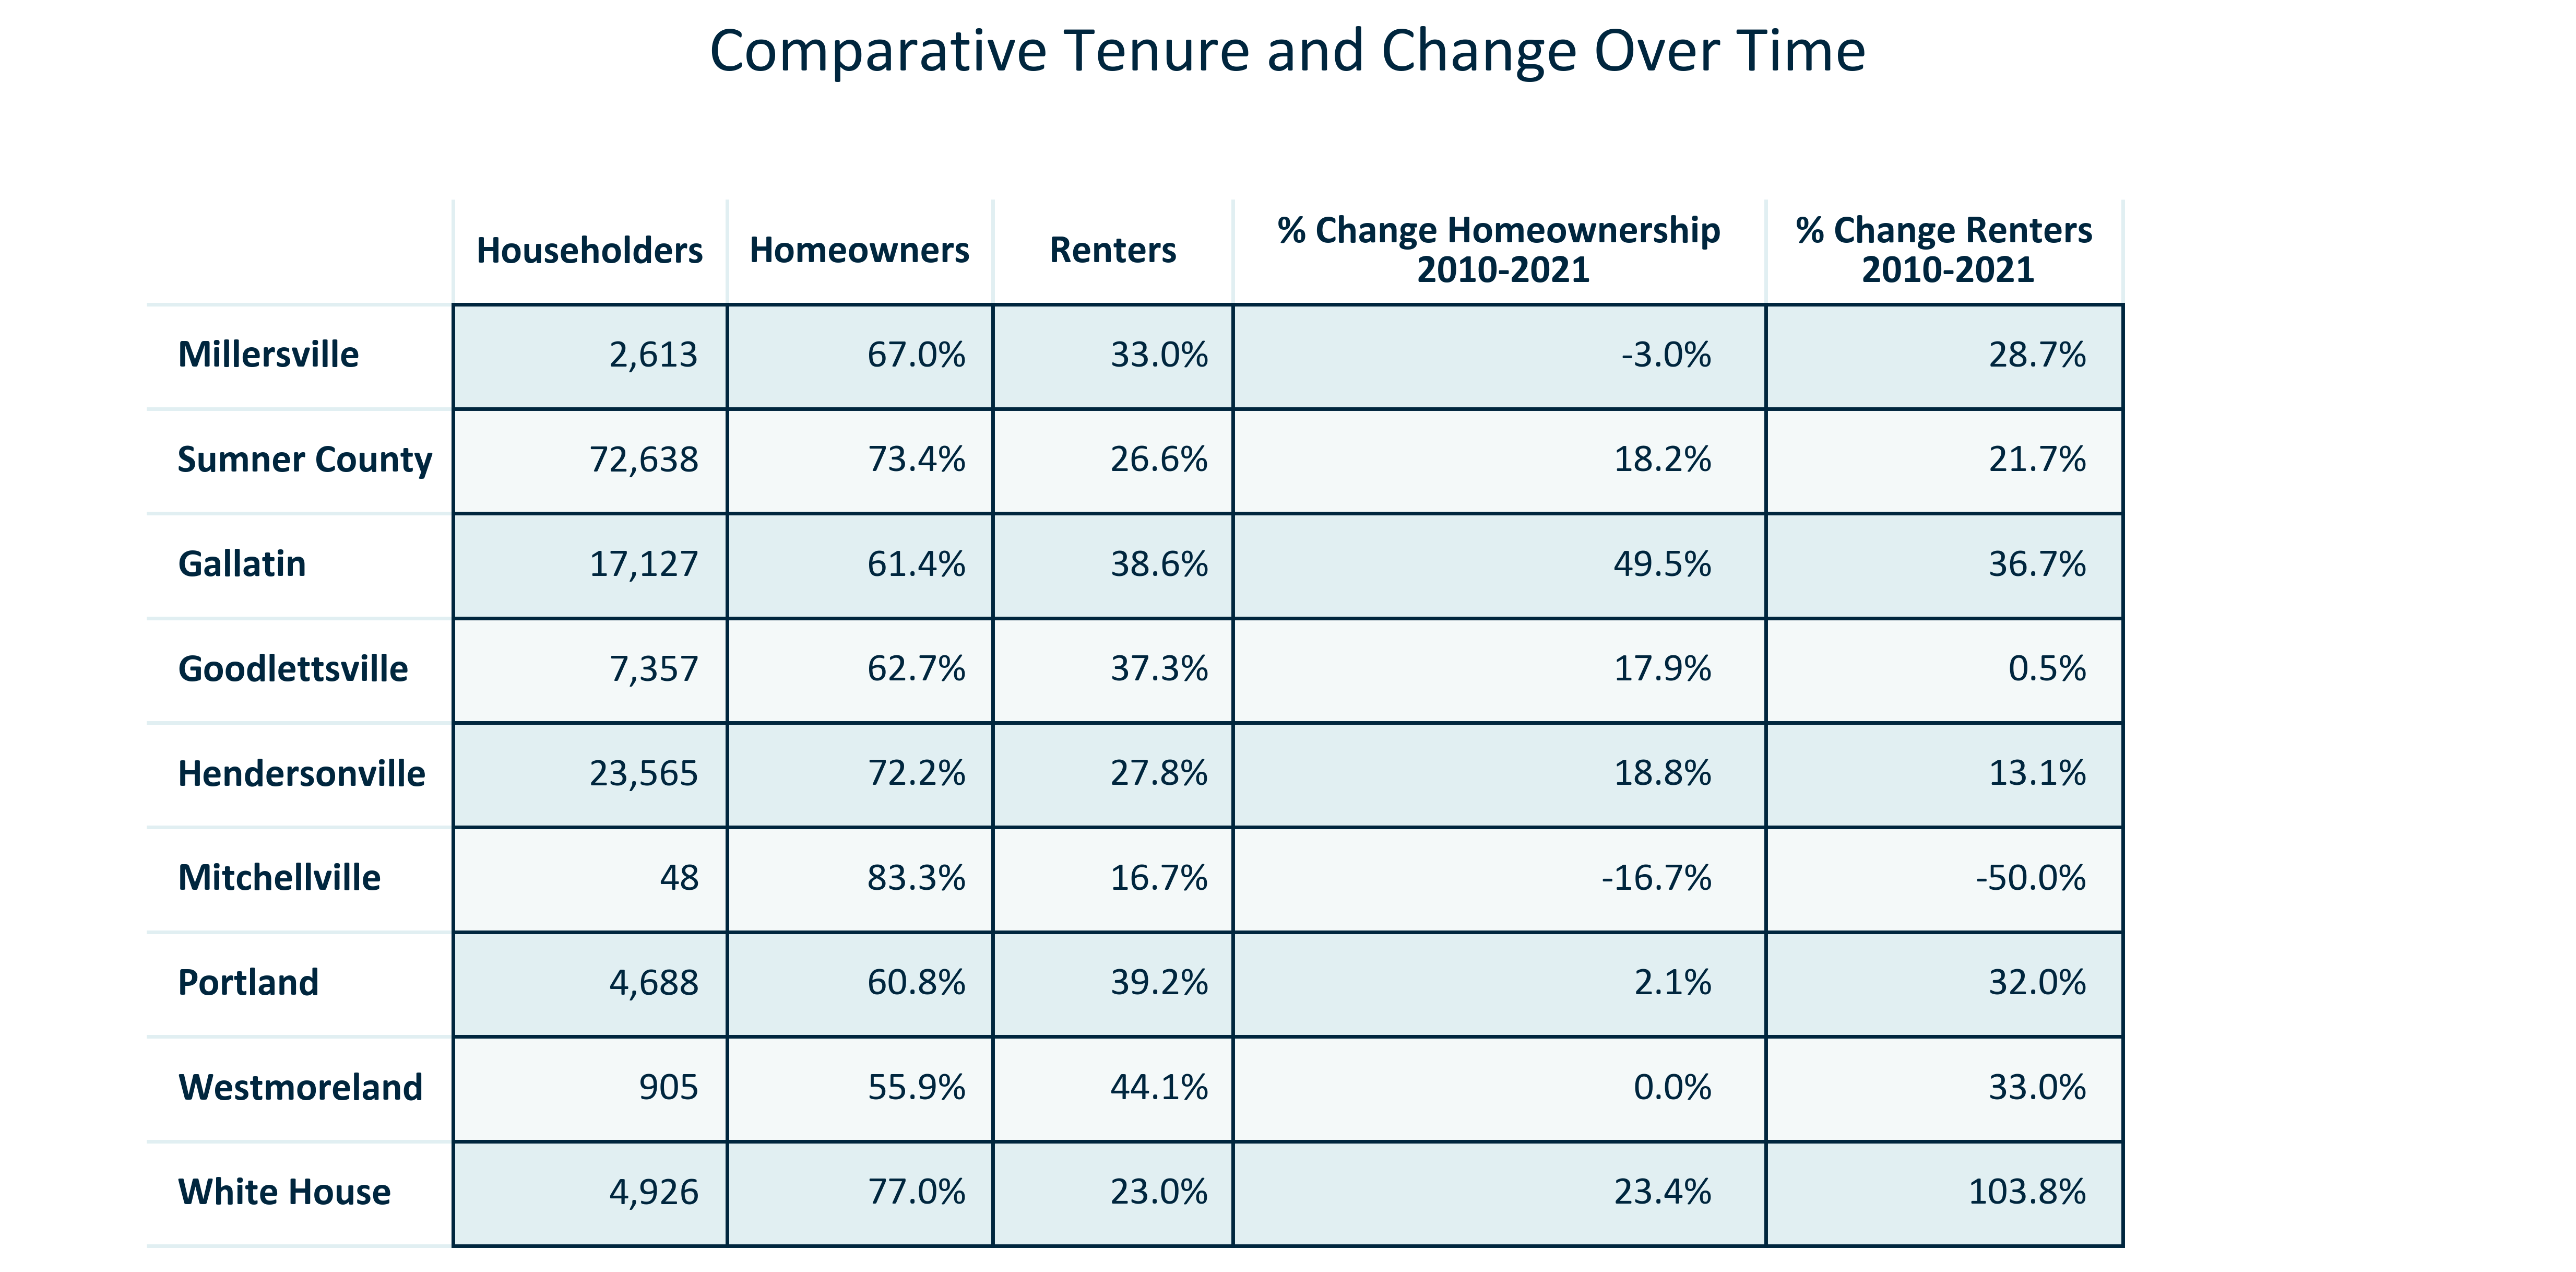 Comparative Tenure and Change Over Time
Householders Homeowners Renters % Change Homeownership 2010-2021 % Change Renters 2010-2021
Millersville 2,613 67.0% 33.0% -3.0% 28.7%
Sumner County 72,638 73.4% 26.6% 18.2% 21.7%
Gallatin 17,127 61.4% 38.6% 49.5% 36.7%
Goodlettsville 7,357 62.7% 37.3% 17.9% 0.5%
Hendersonville 23,565 72.2% 27.8% 18.8% 13.1%
Mitchellville 48 83.3% 16.7% -16.7% -50.0%
Portland 4,688 60.8% 39.2% 2.1% 32.0%
Westmoreland 905 55.9% 44.1% 0.0% 33.0%
White House 4,926 77.0% 23.0% 23.4% 103.8%